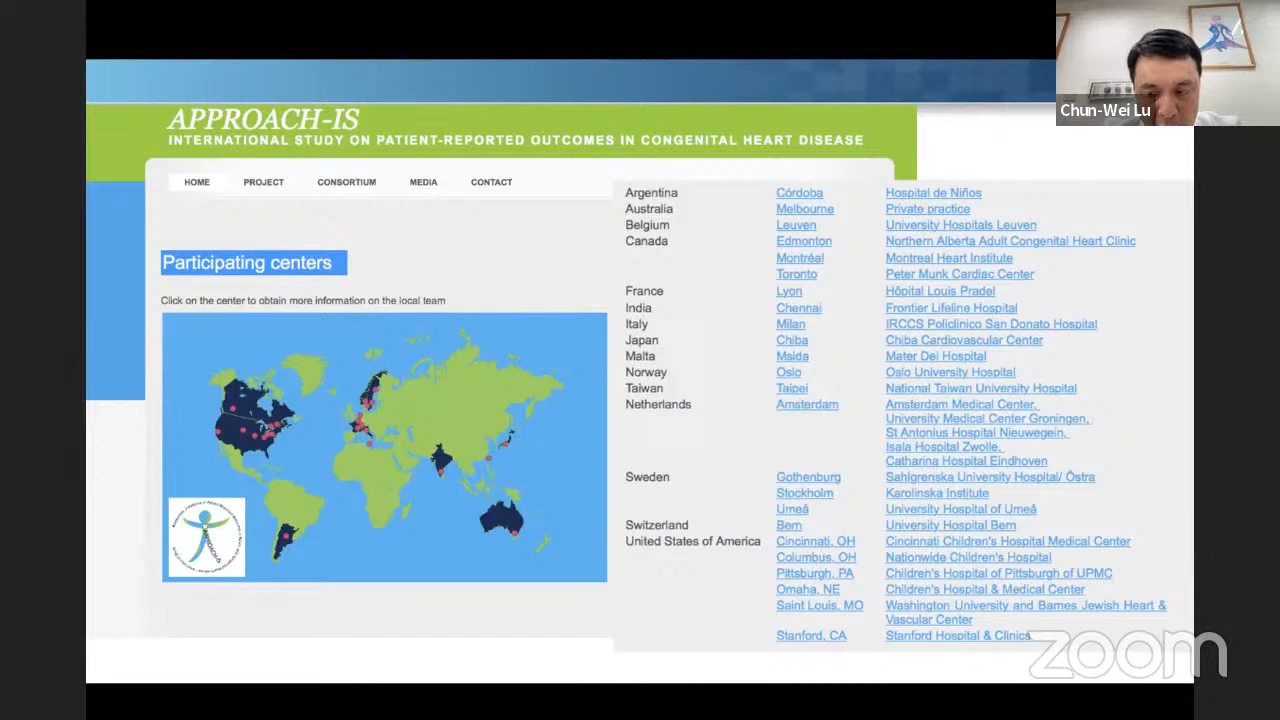 Chun-Wei Lu
APPROACH-IS
INTERNATIONAL STUDY ON PATIENT-REPORTED OUTCOMES IN CONGENITAL HEART DISEASE
HOME PROJECT CONSORTIUM MEDIA CONTACT
Participating centers
Click on the center to obtain more information on the local team
Argentina Córdoba Hospital de Niños
Australia Melbourne Private practice
Belgium Leuven University Hospitals Leuven
Canada Edmonton Northern Alberta Adult Congenital Heart Clinic
Montréal Montreal Heart Institute
Toronto Peter Munk Cardiac Center
France Lyon Hôpital Louis Pradel
India Chennai Frontier Lifeline Hospital
Italy Milan IRCCS Policlinico San Donato Hospital
Japan Chiba Chiba Cardiovascular Center
Malta Msida Mater Dei Hospital
Norway Oslo Oslo University Hospital
Taiwan Taipei National Taiwan University Hospital
Netherlands Amsterdam Amsterdam Medical Center,
University Medical Center Groningen,
St Antonius Hospital Nieuwegein,
Isala Hospital Zwolle,
Catharina Hospital Eindhoven
Sweden Gothenburg Sahlgrenska University Hospital/ Östra
Stockholm Karolinska Institute
Umeå University Hospital of Umeå
Switzerland Bern University Hospital Bern
United States of America Cincinnati, OH Cincinnati Children's Hospital Medical Center
Columbus, OH Nationwide Children's Hospital
Pittsburgh, PA Children's Hospital of Pittsburgh of UPMC
Omaha, NE Children's Hospital & Medical Center
Saint Louis, MO Washington University and Barnes Jewish Heart &
Vascular Center
Stanford, CA Stanford Hospital & Clinics
zoom